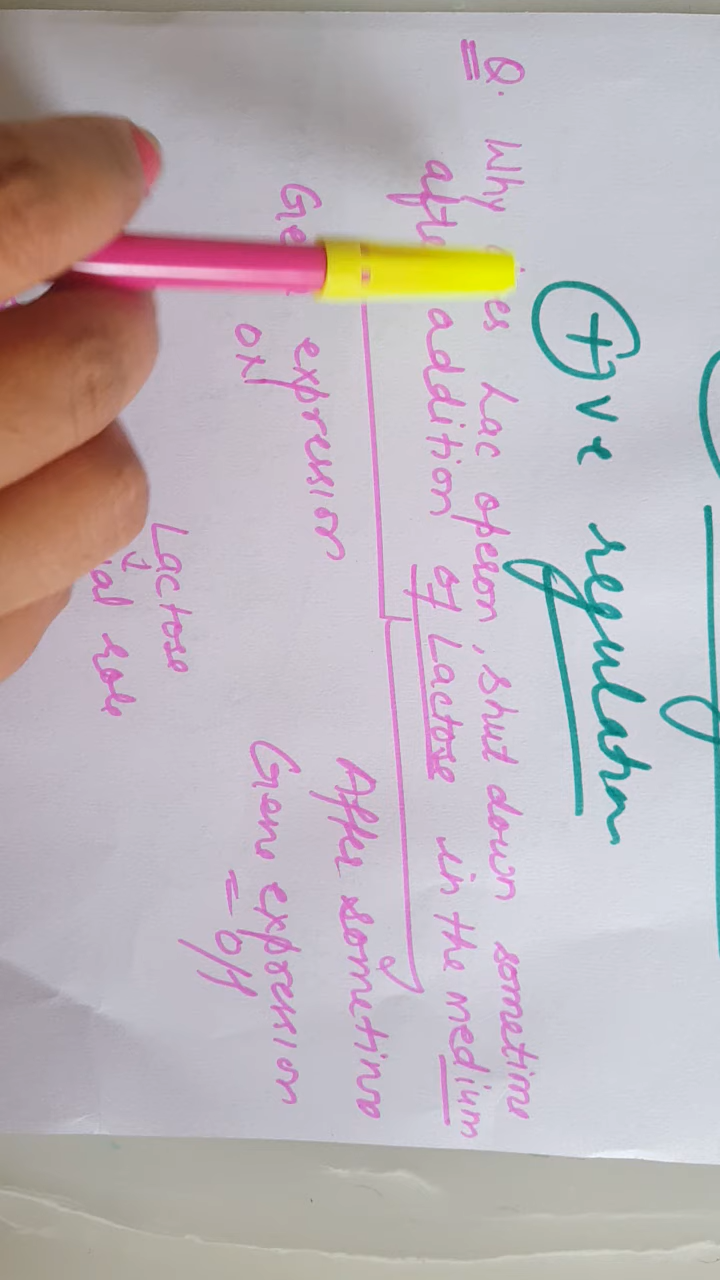 + ve regulation
Q. Why Lac operon, shut down sometime
after addition of Lactose in the medium
expression
ON
After sometime
Gene expression
= Off
Lactose
role